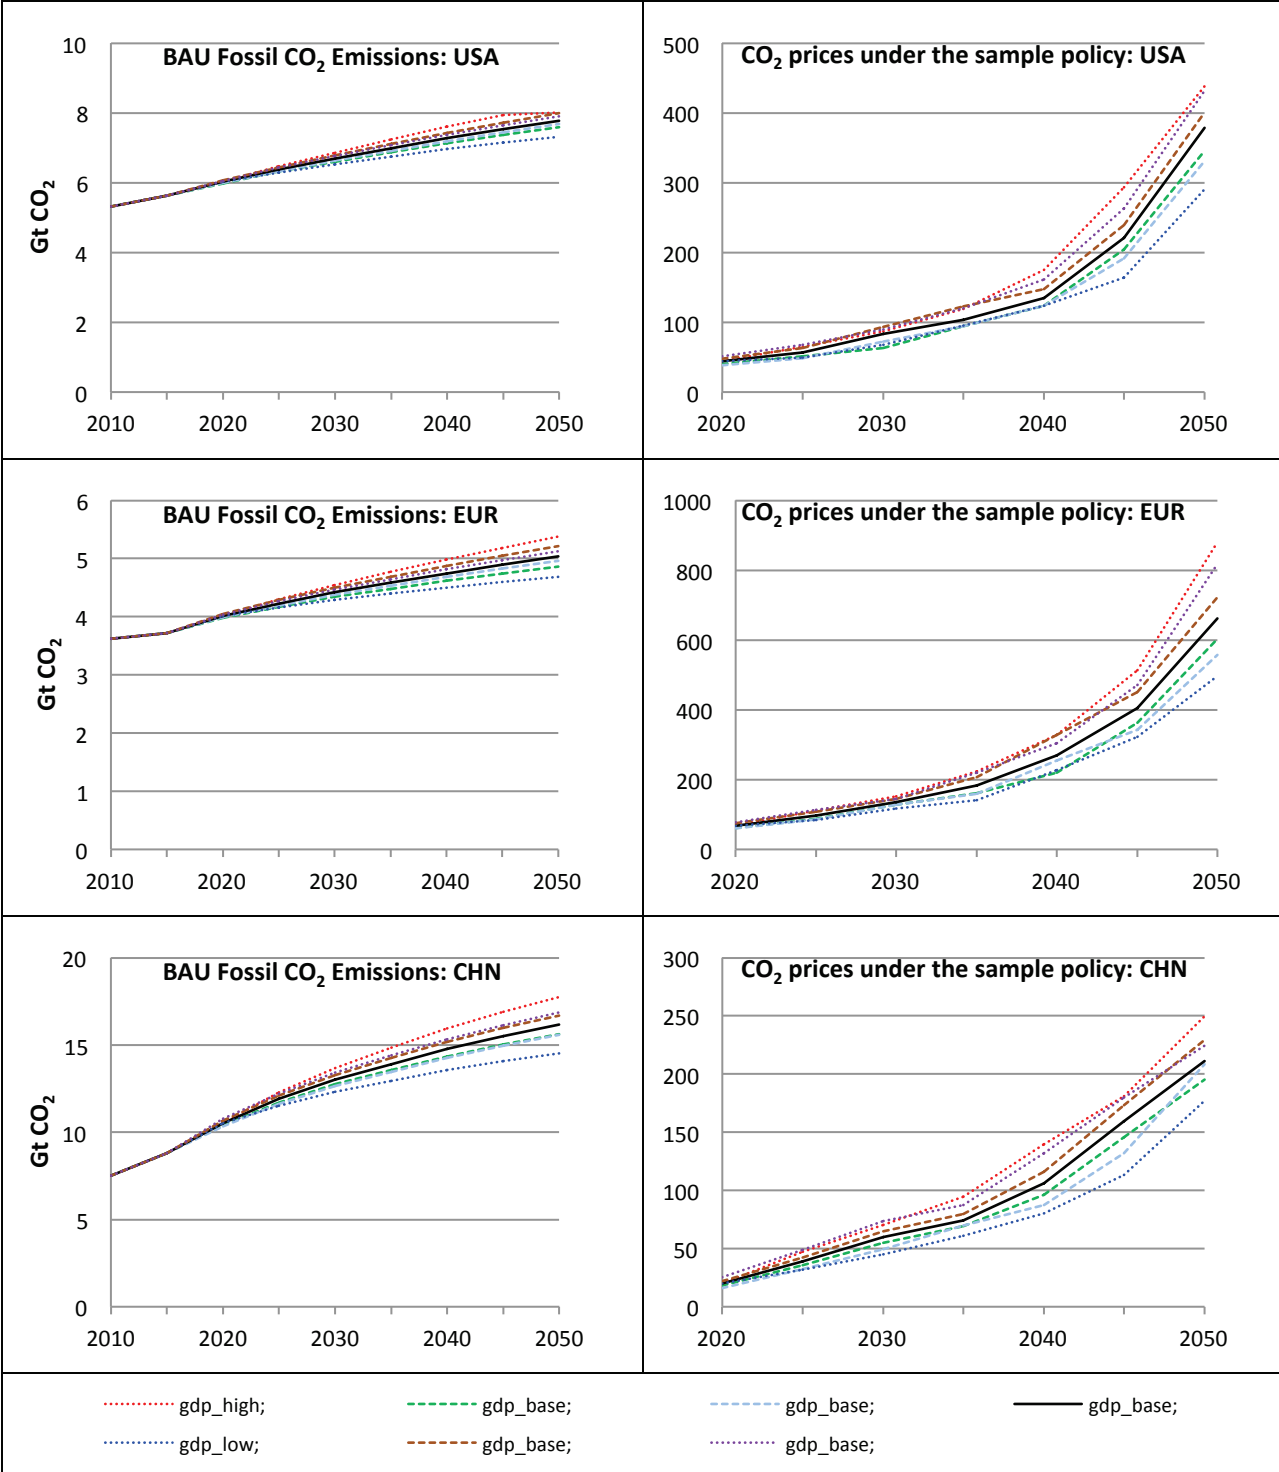 BAU Fossil CO₂ Emissions: USA
Gt CO₂
10
8
6
4
2
0
2010 2020 2030 2040 2050
CO₂ prices under the sample policy: USA
500
400
300
200
100
0
2020 2030 2040 2050
BAU Fossil CO₂ Emissions: EUR
Gt CO₂
6
5
4
3
2
1
0
2010 2020 2030 2040 2050
CO₂ prices under the sample policy: EUR
1000
800
600
400
200
0
2020 2030 2040 2050
BAU Fossil CO₂ Emissions: CHN
Gt CO₂
20
15
10
5
0
2010 2020 2030 2040 2050
CO₂ prices under the sample policy: CHN
300
250
200
150
100
50
0
2020 2030 2040 2050
gdp_high; gdp_base; gdp_base; gdp_base;
gdp_low; gdp_base; gdp_base;